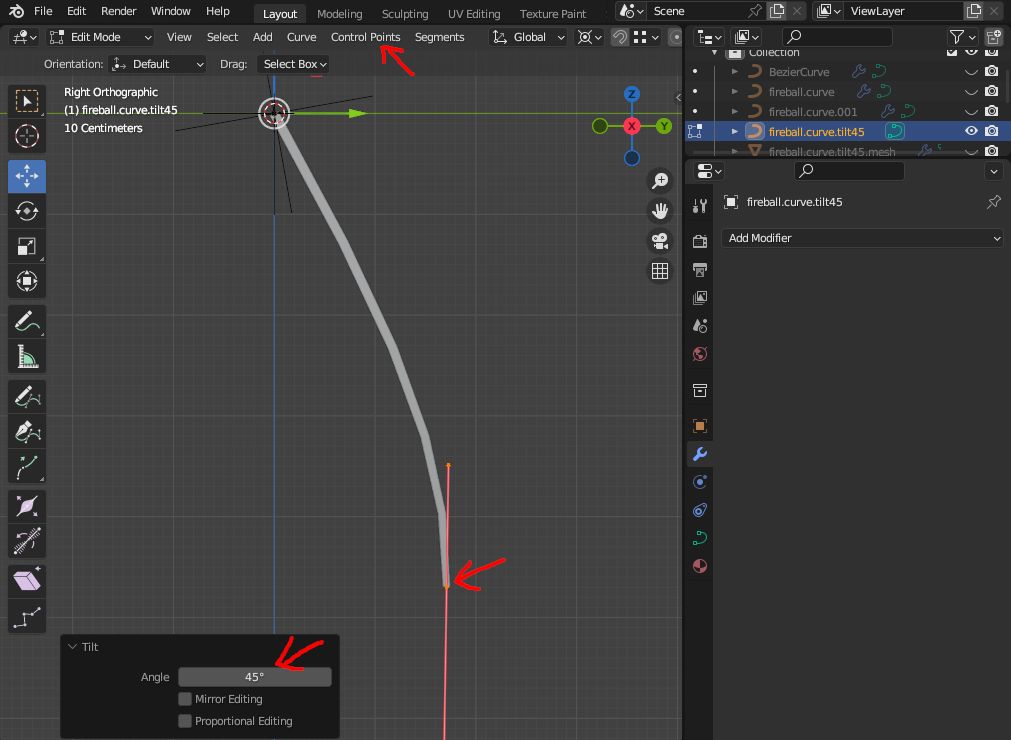 File Edit Render Window Help Layout Modeling Sculpting UV Editing Texture Paint Scene ViewLayer
Edit Mode View Select Add Curve Control Points Segments Global
Orientation: Default Drag: Select Box
Right Orthographic
(1) fireball.curve.tilt45
10 Centimeters
Z
X
Y
Collection
BezierCurve
fireball.curve
fireball.curve.001
fireball.curve.tilt45
fireball.curve.tilt45.mesh
fireball.curve.tilt45
Add Modifier
Tilt
Angle 45°
Mirror Editing
Proportional Editing